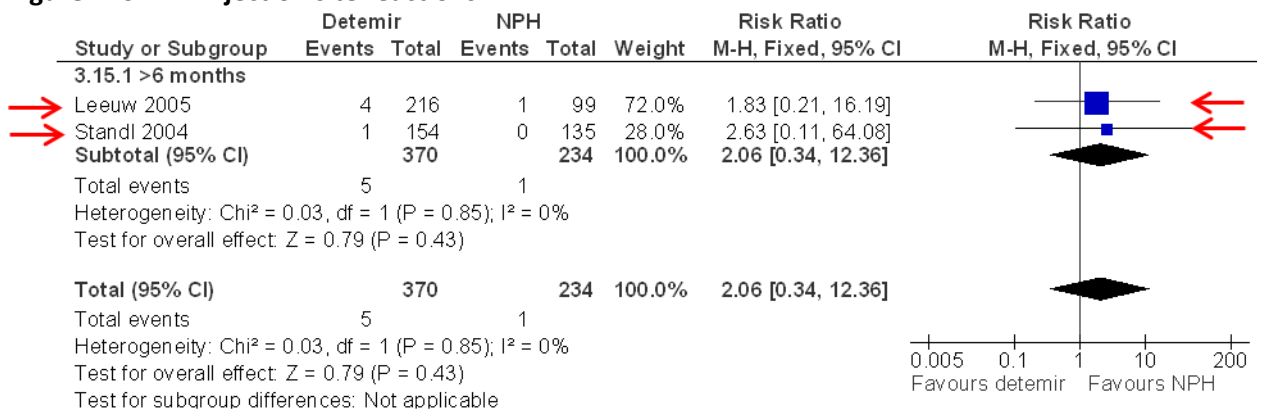 Detemir NPH Risk Ratio Risk Ratio
Study or Subgroup Events Total Events Total Weight M-H, Fixed, 95% CI M-H, Fixed, 95% CI
3.15.1 >6 months
Leeuw 2005 4 216 1 99 72.0% 1.83 [0.21, 16.19]
Standl 2004 1 154 0 135 28.0% 2.63 [0.11, 64.08]
Subtotal (95% CI) 370 234 100.0% 2.06 [0.34, 12.36]
Total events 5 1
Heterogeneity: Chi² = 0.03, df = 1 (P = 0.85); I² = 0%
Test for overall effect: Z = 0.79 (P = 0.43)
Total (95% CI) 370 234 100.0% 2.06 [0.34, 12.36]
Total events 5 1
Heterogeneity: Chi² = 0.03, df = 1 (P = 0.85); I² = 0%
Test for overall effect: Z = 0.79 (P = 0.43)
Test for subgroup differences: Not applicable
0.005 0.1 1 10 200
Favours detemir Favours NPH